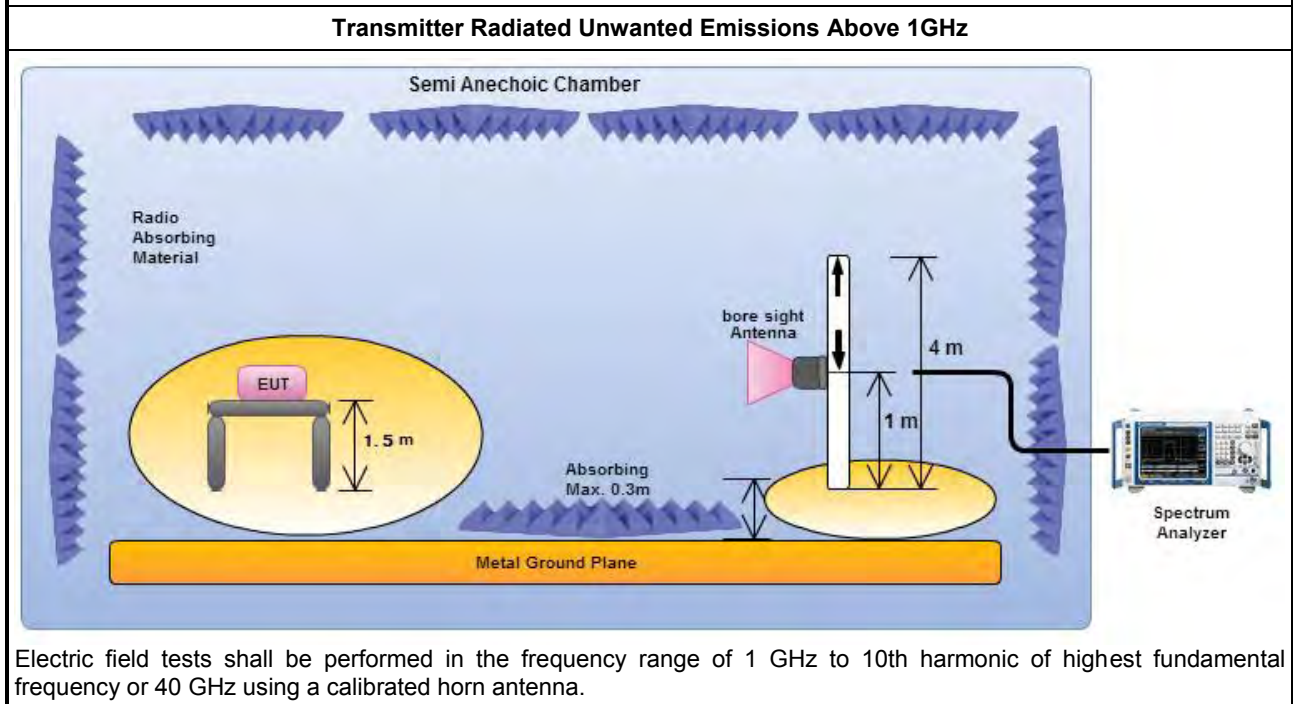 Transmitter Radiated Unwanted Emissions Above 1GHz
Semi Anechoic Chamber
Radio
Absorbing
Material
bore sight
Antenna
4 m
EUT
1.5 m
1 m
Absorbing
Max. 0.3m
Spectrum
Analyzer
Metal Ground Plane
Electric field tests shall be performed in the frequency range of 1 GHz to 10th harmonic of highest fundamental
frequency or 40 GHz using a calibrated horn antenna.